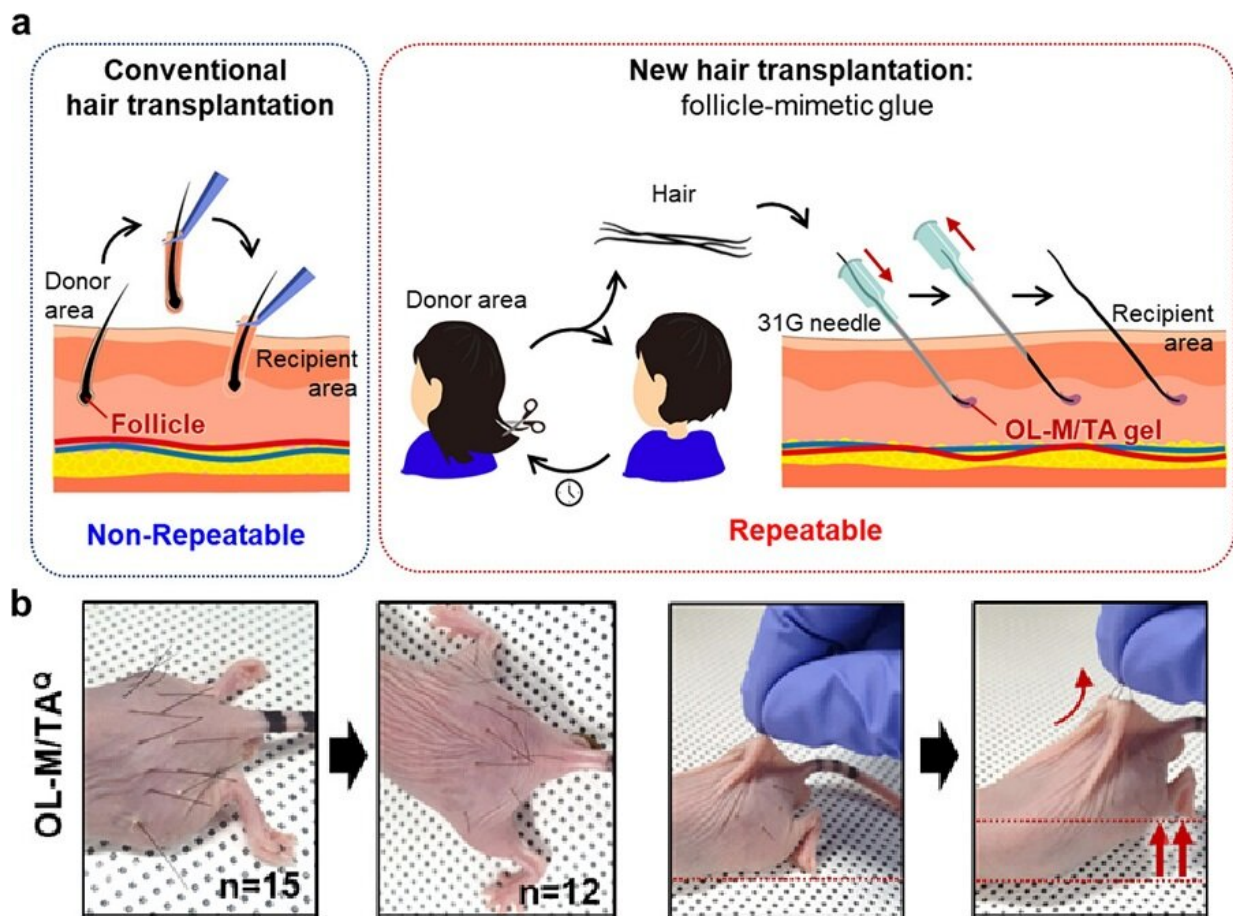 a
Conventional
hair transplantation
Donor
area
Recipient
area
Follicle
Non-Repeatable
New hair transplantation:
follicle-mimetic glue
Hair
Donor area
31G needle
Recipient
area
OL-M/TA gel
Repeatable
b
OL-M/TAQ
n=15
n=12